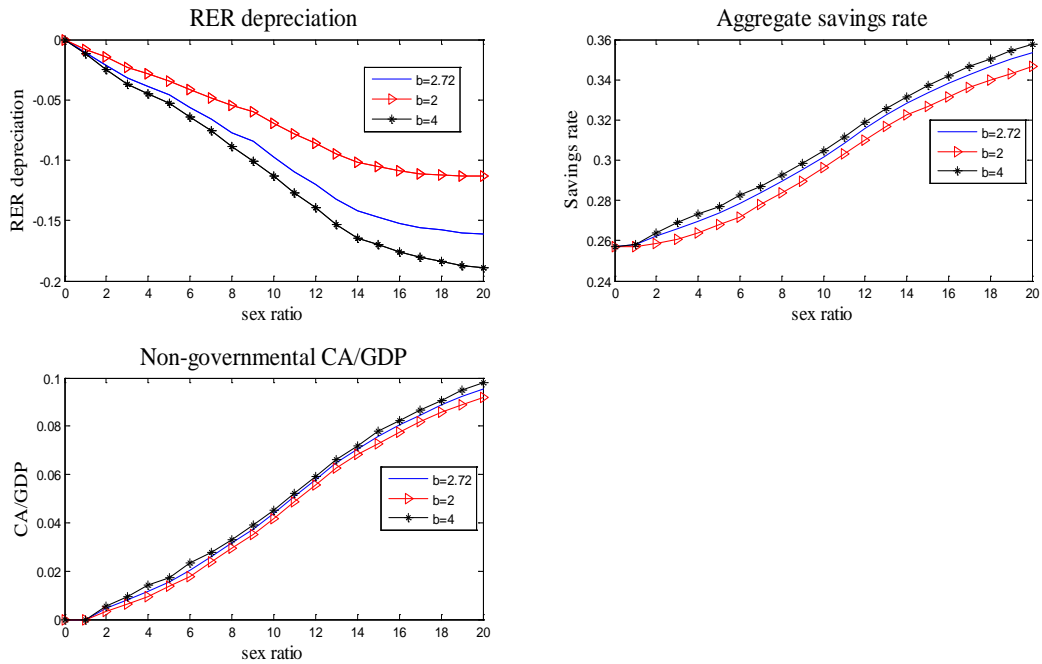 RER depreciation
Aggregate savings rate
0
-0.05
-0.1
-0.15
-0.2
RER depreciation
b=2.72
b=2
b=4
0 2 4 6 8 10 12 14 16 18 20
sex ratio
0.36
0.34
0.32
0.3
0.28
0.26
0.24
Savings rate
b=2.72
b=2
b=4
0 2 4 6 8 10 12 14 16 18 20
sex ratio
Non-governmental CA/GDP
0.1
0.08
0.06
0.04
0.02
0
CA/GDP
b=2.72
b=2
b=4
0 2 4 6 8 10 12 14 16 18 20
sex ratio